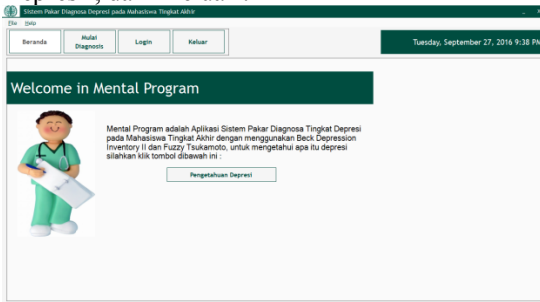 Sistem Pakar Diagnosa Depresi pada Mahasiswa Tingkat Akhir
File Help
Beranda
Mulai
Diagnosis
Login
Keluar
Tuesday, September 27, 2016 9:38 PM
Welcome in Mental Program
Mental Program adalah Aplikasi Sistem Pakar Diagnosa Tingkat Depresi
pada Mahasiswa Tingkat Akhir dengan menggunakan Beck Depression
Inventory II dan Fuzzy Tsukamoto, untuk mengetahui apa itu depresi
silahkan klik tombol dibawah ini :
Pengetahuan Depresi